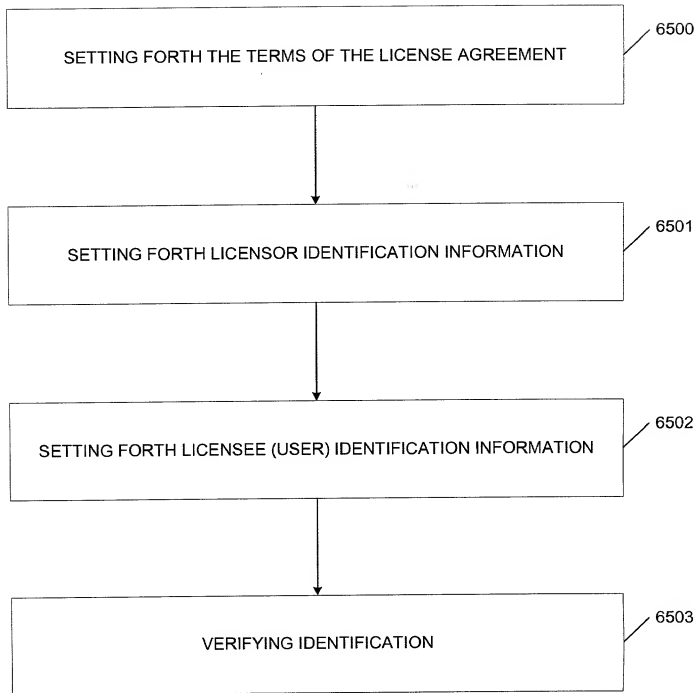 SETTING FORTH THE TERMS OF THE LICENSE AGREEMENT
6500
SETTING FORTH LICENSOR IDENTIFICATION INFORMATION
6501
SETTING FORTH LICENSEE (USER) IDENTIFICATION INFORMATION
6502
VERIFYING IDENTIFICATION
6503